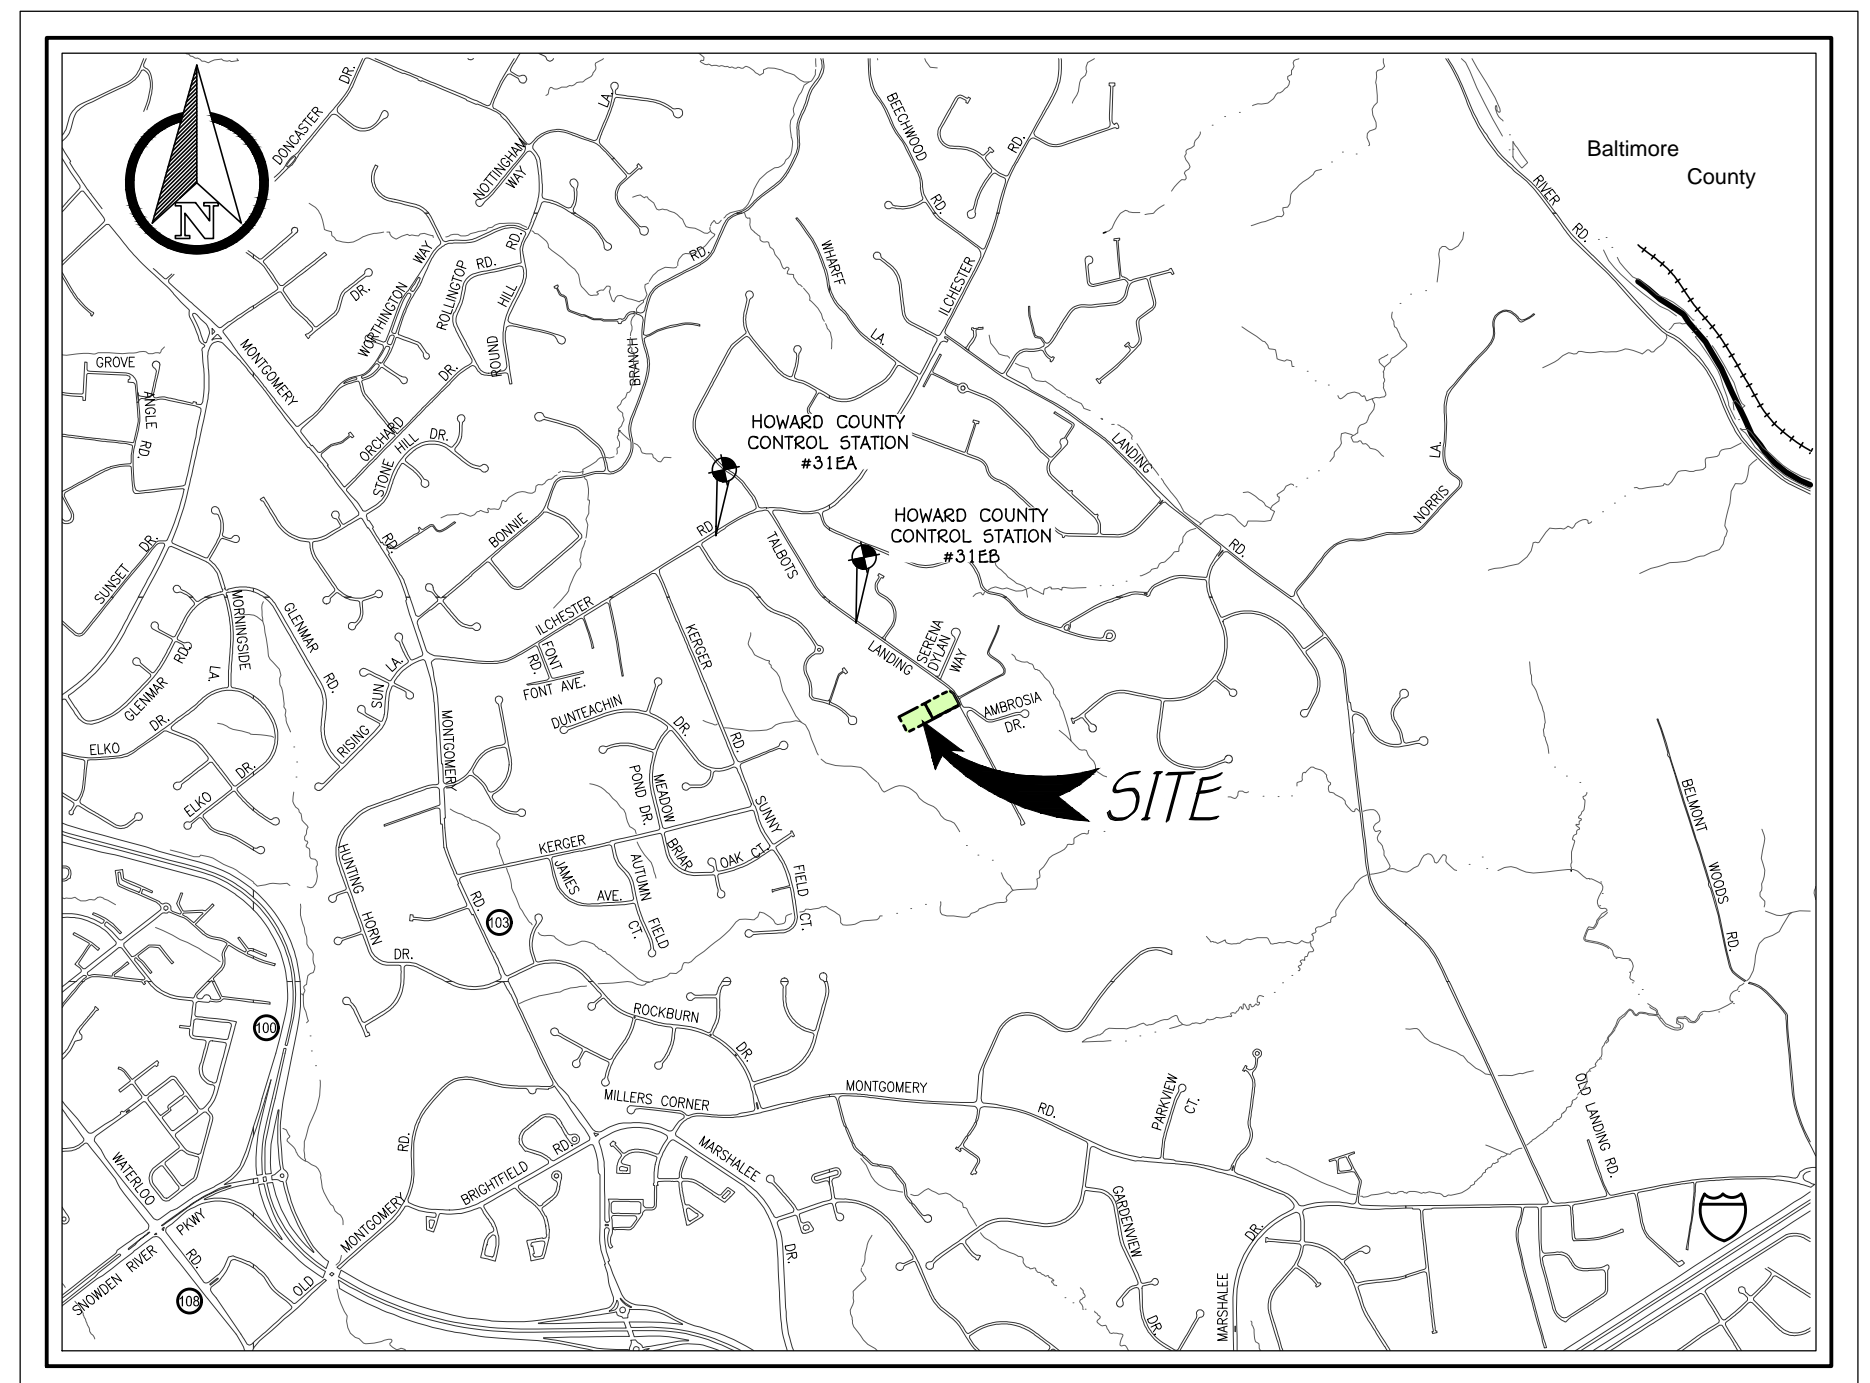 DR.
DONCASTER
LA.
NOTTINGHAM
WAY
BEECHWOOD
RD.
RD.
Baltimore
County
RIVER
RD.
N
WAY
RD.
ROLLINGTOP
RD.
HILL
ROUND
DR.
WORTHINGTON
RD.
WHARFF
LA.
ILCHESTER
MONTGOMERY
GROVE
ANGLE
RD.
DR.
ORCHARD
STONE HILL DR.
BRANCH
HOWARD COUNTY
CONTROL STATION
#31EA
LANDING
LA.
NORRIS
HOWARD COUNTY
CONTROL STATION
#31EB
RD.
BONNIE
RD.
TALBOTS
RD.
DR.
SUNSET
MORNINGSIDE
LA.
GLENMAR
RD.
ILCHESTER
KERGER
RD.
FONT
RD.
FONT AVE.
LANDING
SERENA
DYLAN
WAY
AMBROSIA
DR.
RD.
GLENMAR
DR.
ELKO
DR.
ELKO
LA.
SUN
RISING
MONTGOMERY
DUNTEACHIN
DR.
MEADOW
POND DR.
SITE
SUNNY
FIELD
CT.
KERGER
JAMES
AVE.
AUTUMN
FIELD
CT.
BRIAR
OAK CT.
HUNTING
HORN
DR.
RD.
103
BELMONT
WOODS
RD.
100
ROCKBURN
DR.
MILLERS CORNER
MONTGOMERY
RD.
PARKVIEW
CT.
OLD LANDING RD.
RD.
MARSHALEE
DR.
BRIGHTFIELD
RD.
WATERLOO
RD.
MONTGOMERY
OLD
SNOWDEN RIVER
PKWY
108
GARDENVIEW
DR.
DR.
MARSHALEE